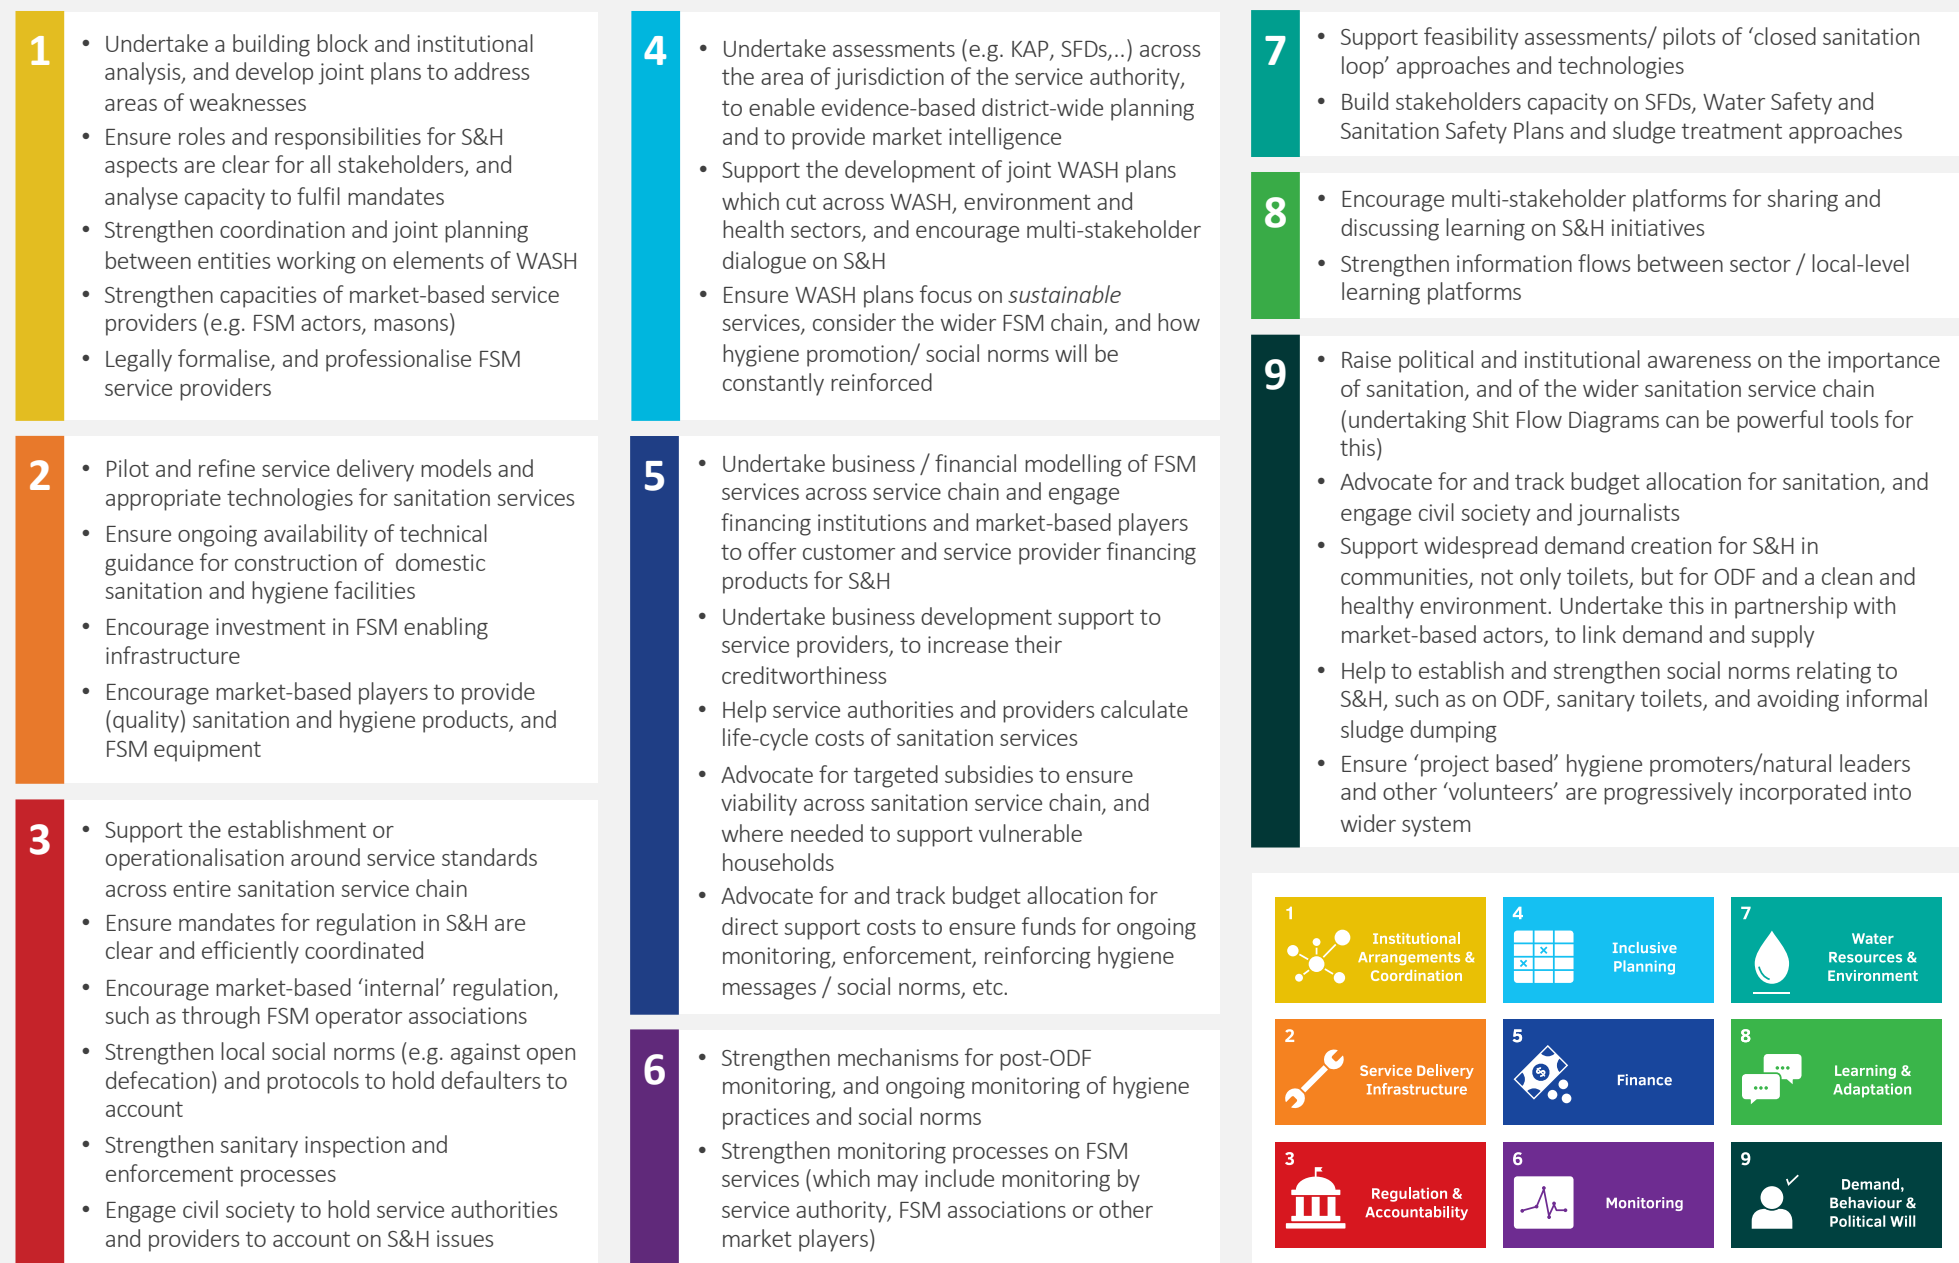 1
• Undertake a building block and institutional
analysis, and develop joint plans to address
areas of weaknesses
• Ensure roles and responsibilities for S&H
aspects are clear for all stakeholders, and
analyse capacity to fulfil mandates
• Strengthen coordination and joint planning
between entities working on elements of WASH
• Strengthen capacities of market-based service
providers (e.g. FSM actors, masons)
• Legally formalise, and professionalise FSM
service providers
2
• Pilot and refine service delivery models and
appropriate technologies for sanitation services
• Ensure ongoing availability of technical
guidance for construction of  domestic
sanitation and hygiene facilities
• Encourage investment in FSM enabling
infrastructure
• Encourage market-based players to provide
(quality) sanitation and hygiene products, and
FSM equipment
3
• Support the establishment or
operationalisation around service standards
across entire sanitation service chain
• Ensure mandates for regulation in S&H are
clear and efficiently coordinated
• Encourage market-based ‘internal’ regulation,
such as through FSM operator associations
• Strengthen local social norms (e.g. against open
defecation) and protocols to hold defaulters to
account
• Strengthen sanitary inspection and
enforcement processes
• Engage civil society to hold service authorities
and providers to account on S&H issues
4
• Undertake assessments (e.g. KAP, SFDs,..) across
the area of jurisdiction of the service authority,
to enable evidence-based district-wide planning
and to provide market intelligence
• Support the development of joint WASH plans
which cut across WASH, environment and
health sectors, and encourage multi-stakeholder
dialogue on S&H
• Ensure WASH plans focus on sustainable
services, consider the wider FSM chain, and how
hygiene promotion/ social norms will be
constantly reinforced
5
• Undertake business / financial modelling of FSM
services across service chain and engage
financing institutions and market-based players
to offer customer and service provider financing
products for S&H
• Undertake business development support to
service providers, to increase their
creditworthiness
• Help service authorities and providers calculate
life-cycle costs of sanitation services
• Advocate for targeted subsidies to ensure
viability across sanitation service chain, and
where needed to support vulnerable
households
• Advocate for and track budget allocation for
direct support costs to ensure funds for ongoing
monitoring, enforcement, reinforcing hygiene
messages / social norms, etc.
6
• Strengthen mechanisms for post-ODF
monitoring, and ongoing monitoring of hygiene
practices and social norms
• Strengthen monitoring processes on FSM
services (which may include monitoring by
service authority, FSM associations or other
market players)
7
• Support feasibility assessments/ pilots of ‘closed sanitation
loop’ approaches and technologies
• Build stakeholders capacity on SFDs, Water Safety and
Sanitation Safety Plans and sludge treatment approaches
8
• Encourage multi-stakeholder platforms for sharing and
discussing learning on S&H initiatives
• Strengthen information flows between sector / local-level
learning platforms
9
• Raise political and institutional awareness on the importance
of sanitation, and of the wider sanitation service chain
(undertaking Shit Flow Diagrams can be powerful tools for
this)
• Advocate for and track budget allocation for sanitation, and
engage civil society and journalists
• Support widespread demand creation for S&H in
communities, not only toilets, but for ODF and a clean and
healthy environment. Undertake this in partnership with
market-based actors, to link demand and supply
• Help to establish and strengthen social norms relating to
S&H, such as on ODF, sanitary toilets, and avoiding informal
sludge dumping
• Ensure ‘project based’ hygiene promoters/natural leaders
and other ‘volunteers’ are progressively incorporated into
wider system
1
Institutional
Arrangements &
Coordination
4
Inclusive
Planning
7
Water
Resources &
Environment
2
Service Delivery
Infrastructure
5
Finance
8
Learning &
Adaptation
3
Regulation &
Accountability
6
Monitoring
9
Demand,
Behaviour &
Political Will